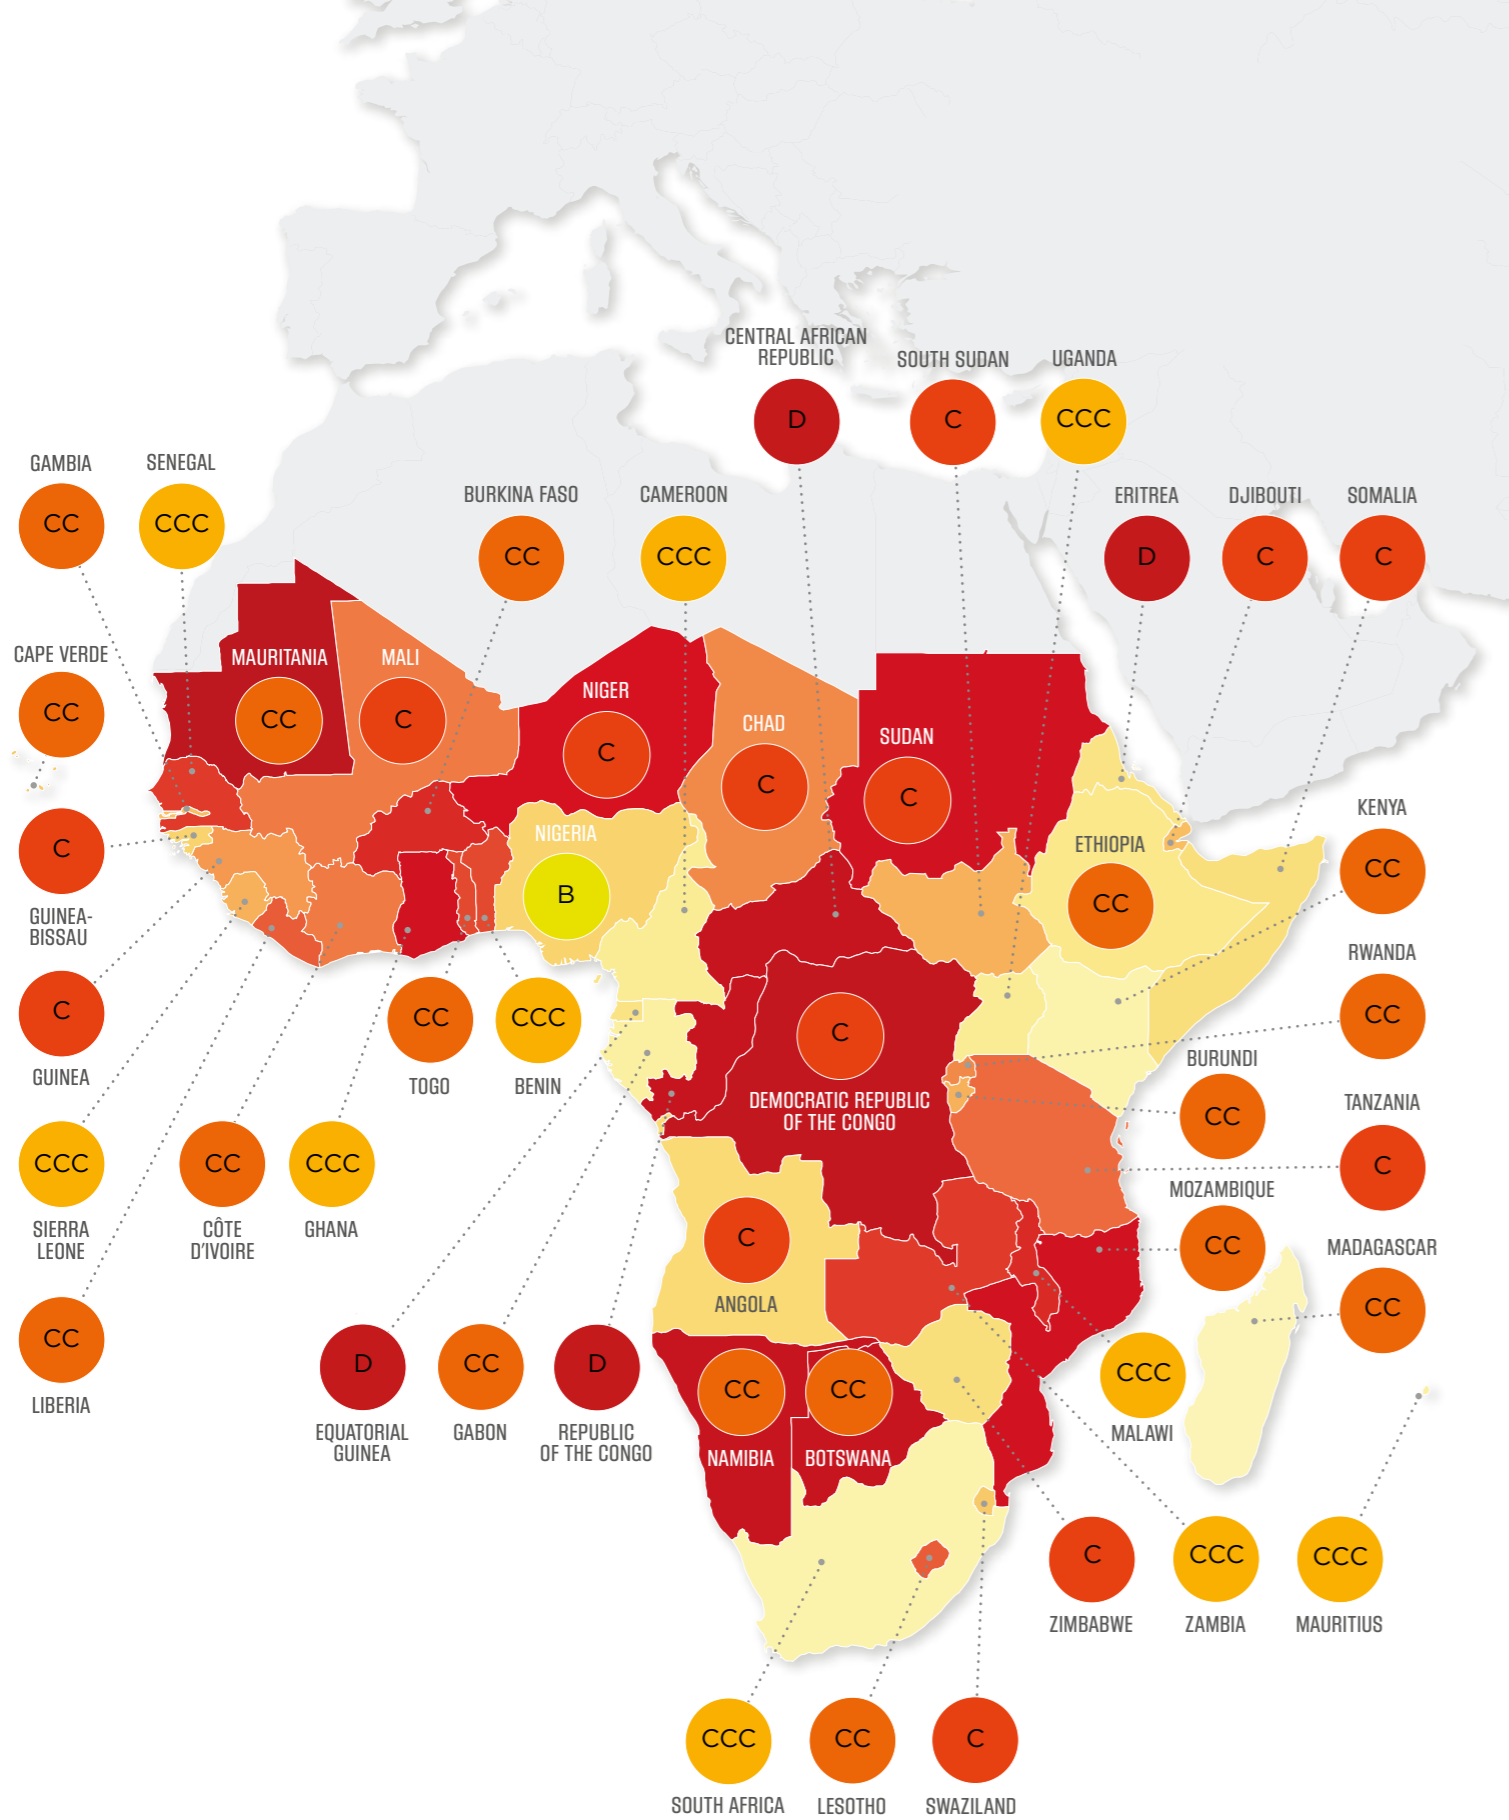 CENTRAL AFRICAN
REPUBLIC
D
SOUTH SUDAN
C
UGANDA
CCC
GAMBIA
CC
SENEGAL
CCC
BURKINA FASO
CC
CAMEROON
CCC
ERITREA
D
DJIBOUTI
C
SOMALIA
C
CAPE VERDE
CC
MAURITANIA
CC
MALI
C
NIGER
C
CHAD
C
SUDAN
C
NIGERIA
B
ETHIOPIA
CC
KENYA
CC
C
GUINEA-
BISSAU
C
GUINEA
RWANDA
CC
CC
TOGO
CCC
BENIN
C
DEMOCRATIC REPUBLIC
OF THE CONGO
BURUNDI
CC
TANZANIA
C
CCC
SIERRA
LEONE
CC
CÔTE
D'IVOIRE
CCC
GHANA
MOZAMBIQUE
CC
MADAGASCAR
CC
C
ANGOLA
CC
LIBERIA
D
EQUATORIAL
GUINEA
CC
GABON
D
REPUBLIC
OF THE CONGO
CC
NAMIBIA
CC
BOTSWANA
CCC
MALAWI
C
ZIMBABWE
CCC
ZAMBIA
CCC
MAURITIUS
CCC
SOUTH AFRICA
CC
LESOTHO
C
SWAZILAND